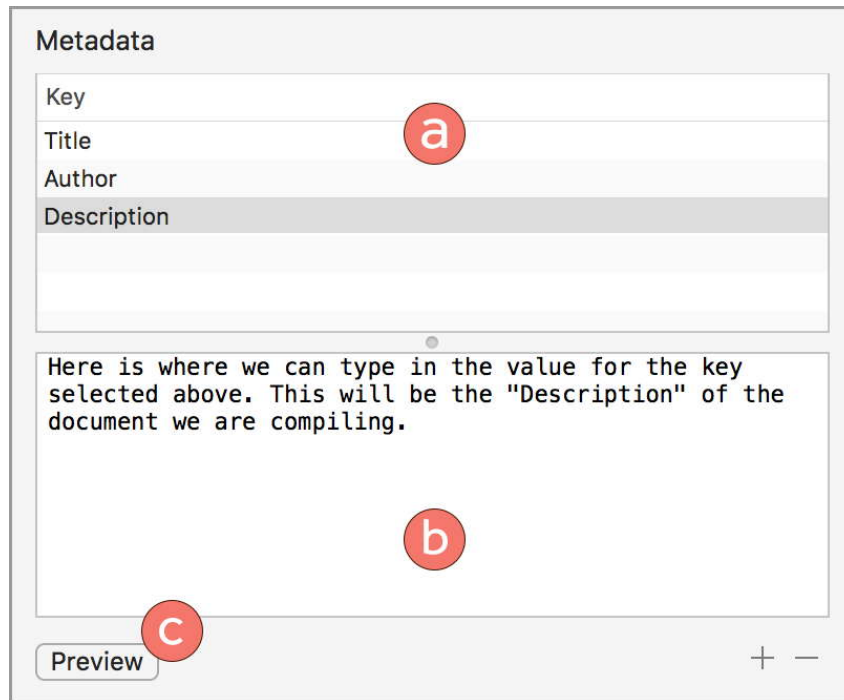 Metadata
Key
a
Title
Author
Description
Here is where we can type in the value for the key
selected above. This will be the "Description" of the
document we are compiling.
b
c
Preview
+ −